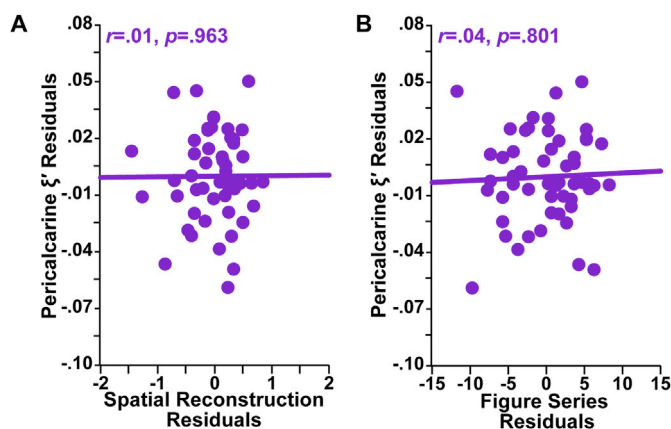 A
r=.01, p=.963
Pericalcarine ξ′ Residuals
.08
.05
.02
-.01
-.04
-.07
-.10
-2 -1 0 1 2
Spatial Reconstruction
Residuals
B
r=.04, p=.801
Pericalcarine ξ′ Residuals
.08
.05
.02
-.01
-.04
-.07
-.10
-15 -10 -5 0 5 10 15
Figure Series
Residuals